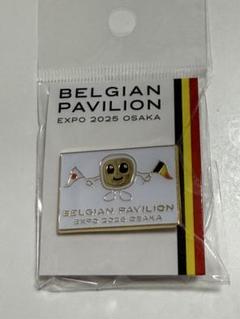 BELGIAN
PAVILION
EXPO 2025 OSAKA
BELGIAN PAVILION
EXPO 2025 OSAKA